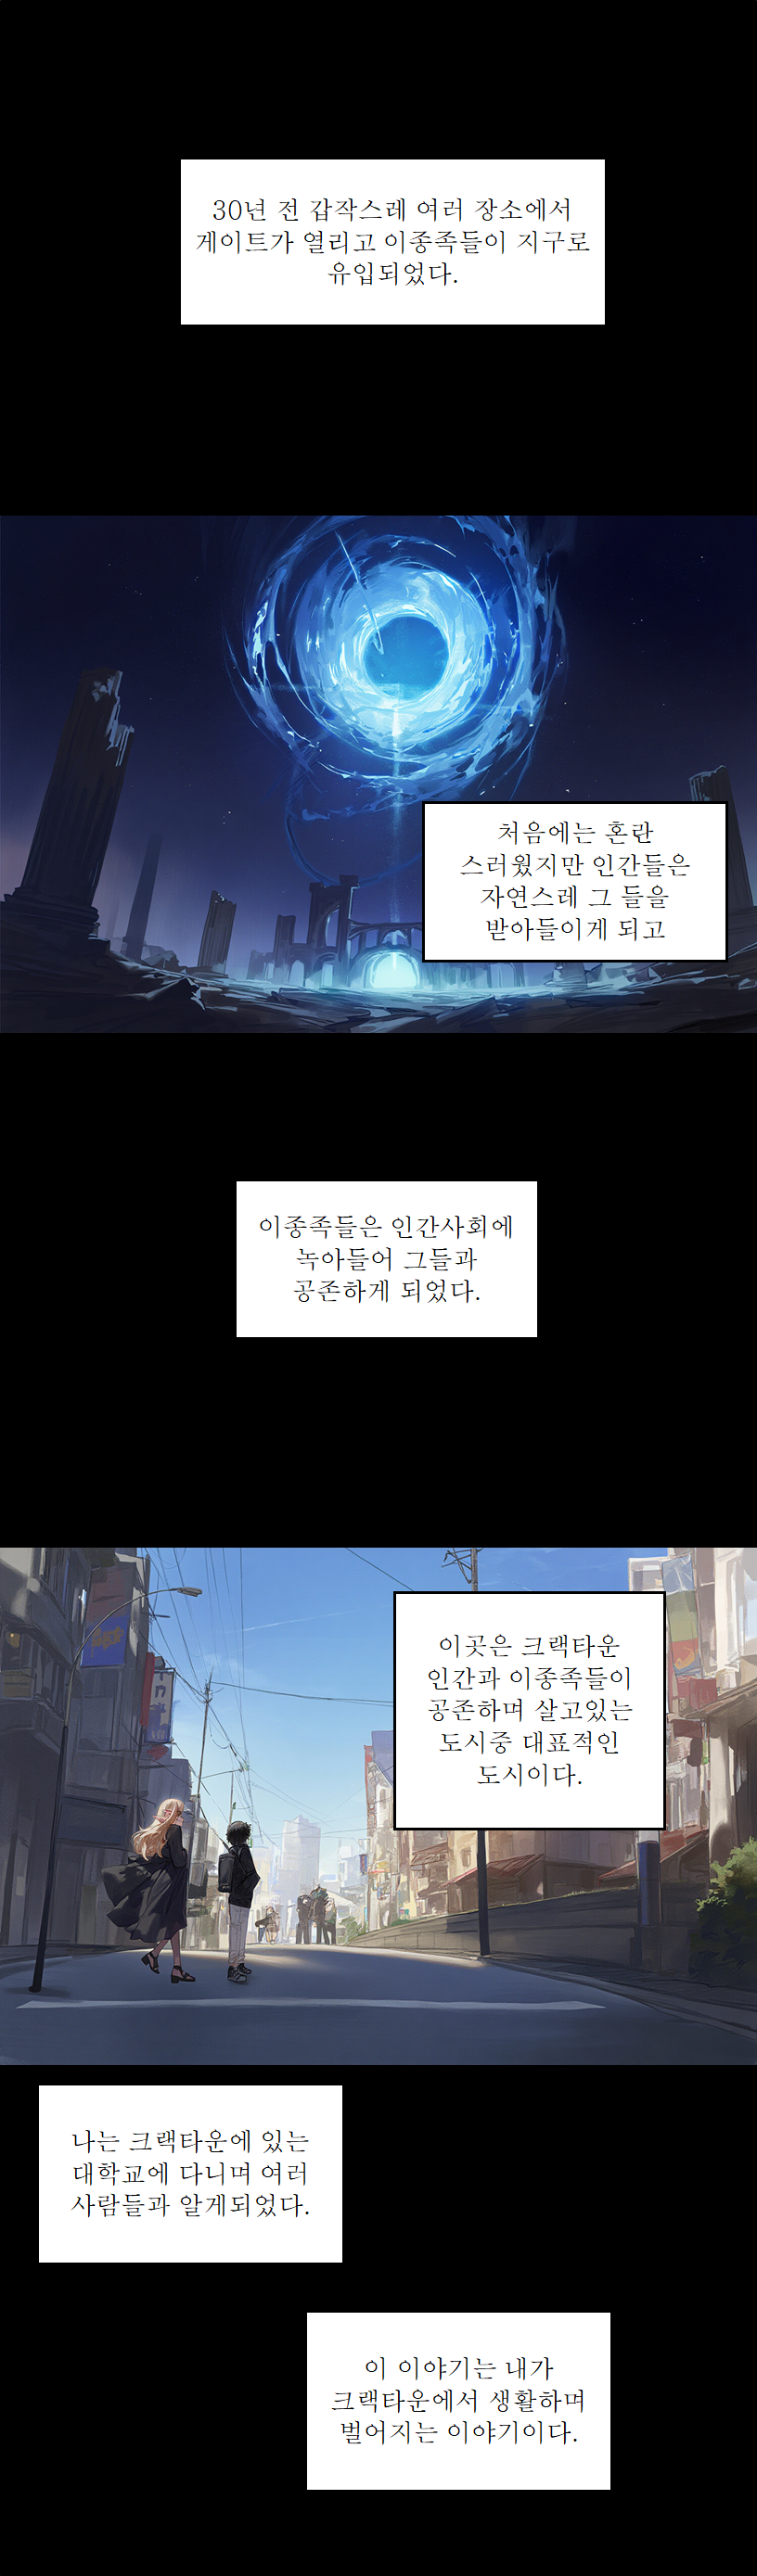 30년 전 갑작스레 여러 장소에서
게이트가 열리고 이종족들이 지구로
유입되었다.
처음에는 혼란
스러웠지만 인간들은
자연스레 그 들을
받아들이게 되고
이종족들은 인간사회에
녹아들어 그들과
공존하게 되었다.
이곳은 크랙타운
인간과 이종족들이
공존하며 살고있는
도시중 대표적인
도시이다.
나는 크랙타운에 있는
대학교에 다니며 여러
사람들과 알게되었다.
이 이야기는 내가
크랙타운에서 생활하며
벌어지는 이야기이다.